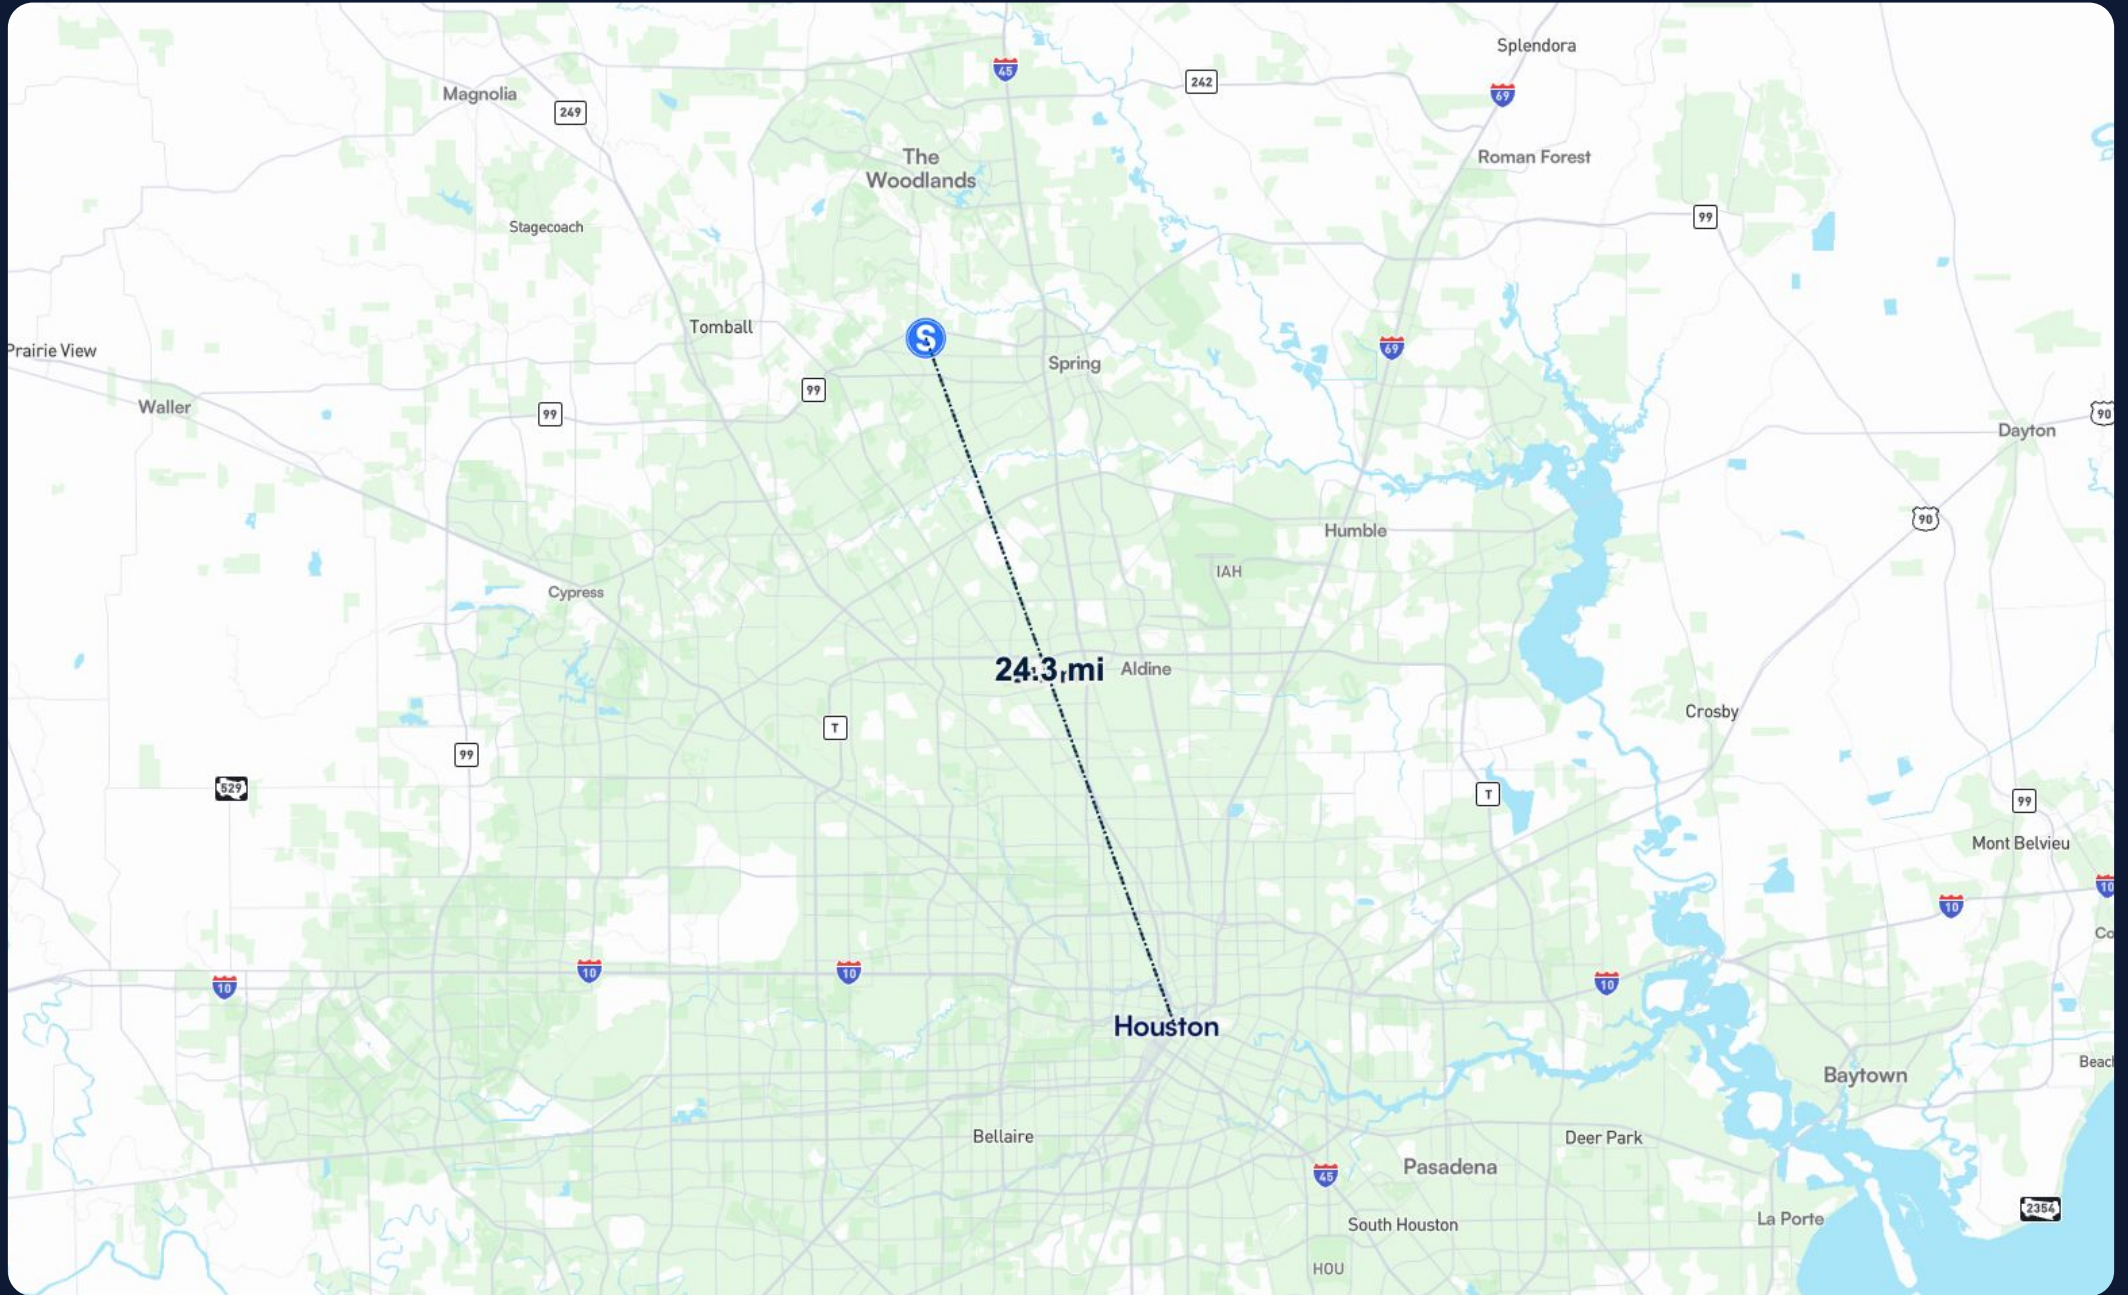 Splendora
45
242
69
Magnolia
249
The
Woodlands
Roman Forest
99
Stagecoach
Tomball
S
Prairie View
Spring
69
99
Waller
99
90
Dayton
90
Humble
IAH
Cypress
24.3 mi
Aldine
Crosby
T
99
529
T
99
Mont Belvieu
10
10
Co
10
10
10
10
Houston
Beach
Baytown
Bellaire
Deer Park
Pasadena
45
2354
La Porte
South Houston
HOU